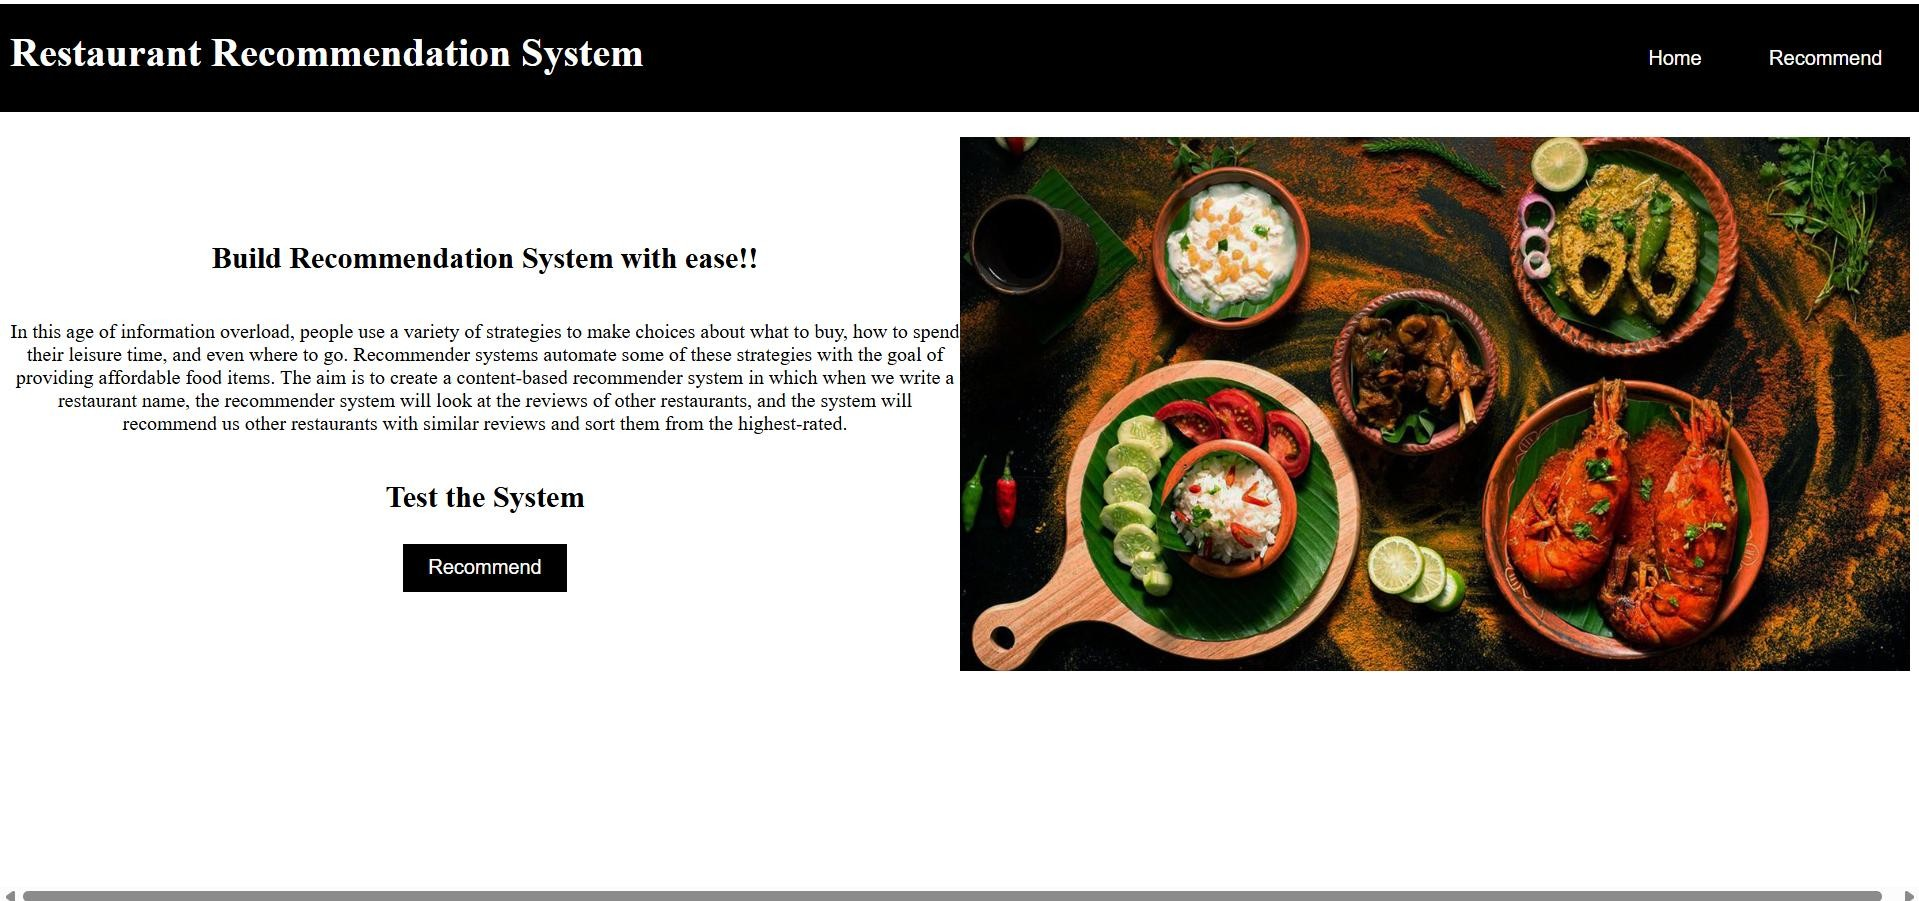 Restaurant Recommendation System
Home
Recommend
Build Recommendation System with ease!!
In this age of information overload, people use a variety of strategies to make choices about what to buy, how to spend
their leisure time, and even where to go. Recommender systems automate some of these strategies with the goal of
providing affordable food items. The aim is to create a content-based recommender system in which when we write a
restaurant name, the recommender system will look at the reviews of other restaurants, and the system will
recommend us other restaurants with similar reviews and sort them from the highest-rated.
Test the System
Recommend